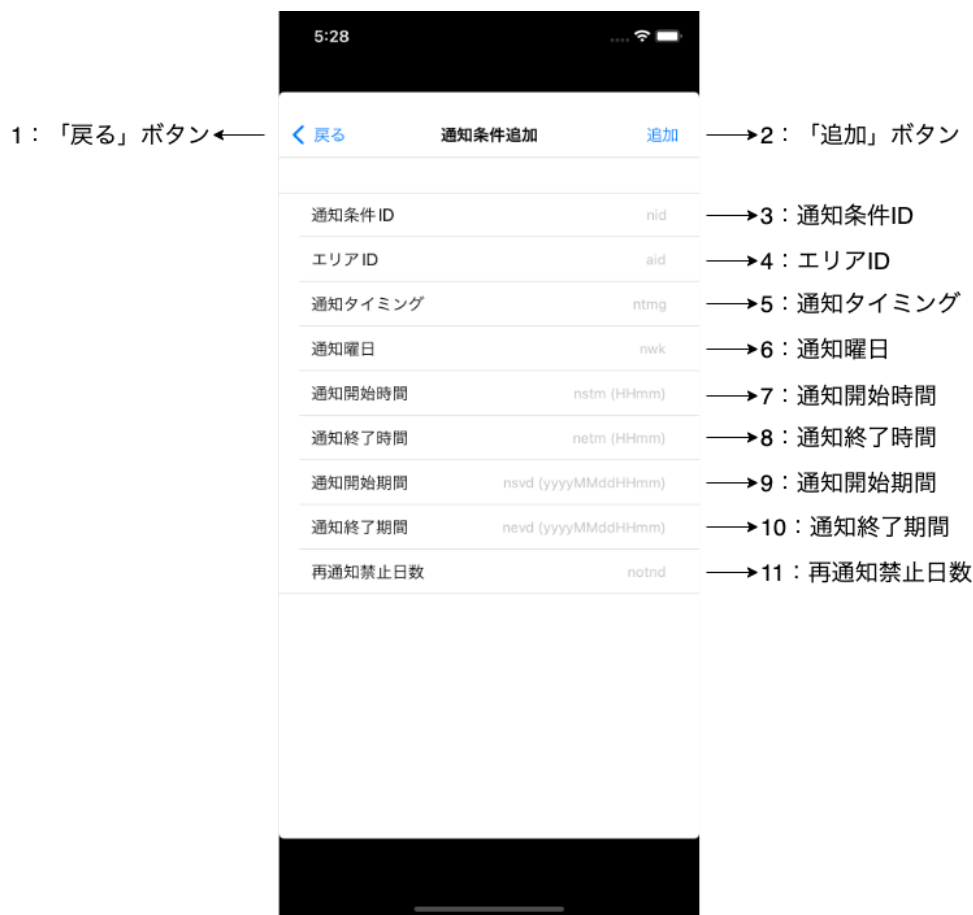 5:28
1：「戻る」ボタン
戻る 通知条件追加 追加
2：「追加」ボタン
通知条件ID nid
3：通知条件ID
エリアID aid
4：エリアID
通知タイミング ntmg
5：通知タイミング
通知曜日 nwk
6：通知曜日
通知開始時間 nstm (HHmm)
7：通知開始時間
通知終了時間 netm (HHmm)
8：通知終了時間
通知開始期間 nsvd (yyyyMMddHHmm)
9：通知開始期間
通知終了期間 nevd (yyyyMMddHHmm)
10：通知終了期間
再通知禁止日数 notnd
11：再通知禁止日数